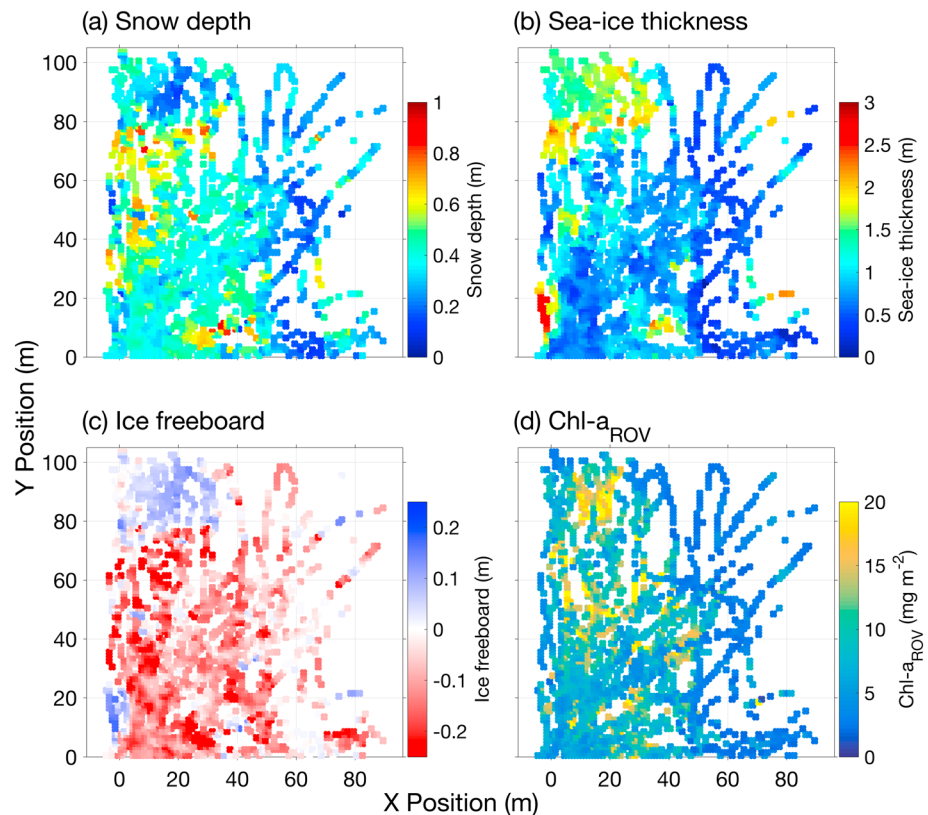 (a) Snow depth
(b) Sea-ice thickness
100
80
60
40
20
0
1
0.8
0.6
0.4
0.2
0
Snow depth (m)
3
2.5
2
1.5
1
0.5
0
Sea-ice thickness (m)
(c) Ice freeboard
(d) Chl-a_ROV
Y Position (m)
100
80
60
40
20
0
0.2
0.1
0
-0.1
-0.2
Ice freeboard (m)
20
15
10
5
0
Chl-a_ROV (mg m⁻²)
0 20 40 60 80
0 20 40 60 80
X Position (m)